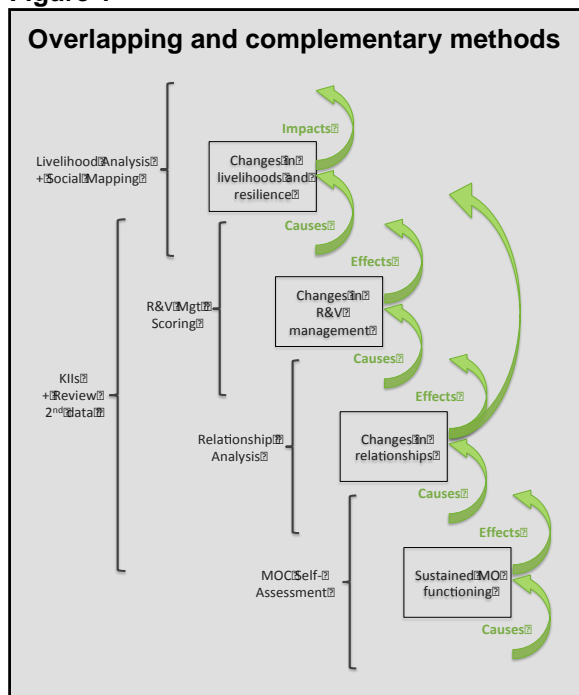 Overlapping and complementary methods
Impacts
Livelihood Analysis
+ Social Mapping
Changes in
livelihoods and
resilience
Causes
Effects
R&V Mgt
Scoring
Changes in
R&V
management
KIIs
+ Review
2nd data
Causes
Effects
Relationship
Analysis
Changes in
relationships
Causes
Effects
MOC Self-
Assessment
Sustained MO
functioning
Causes